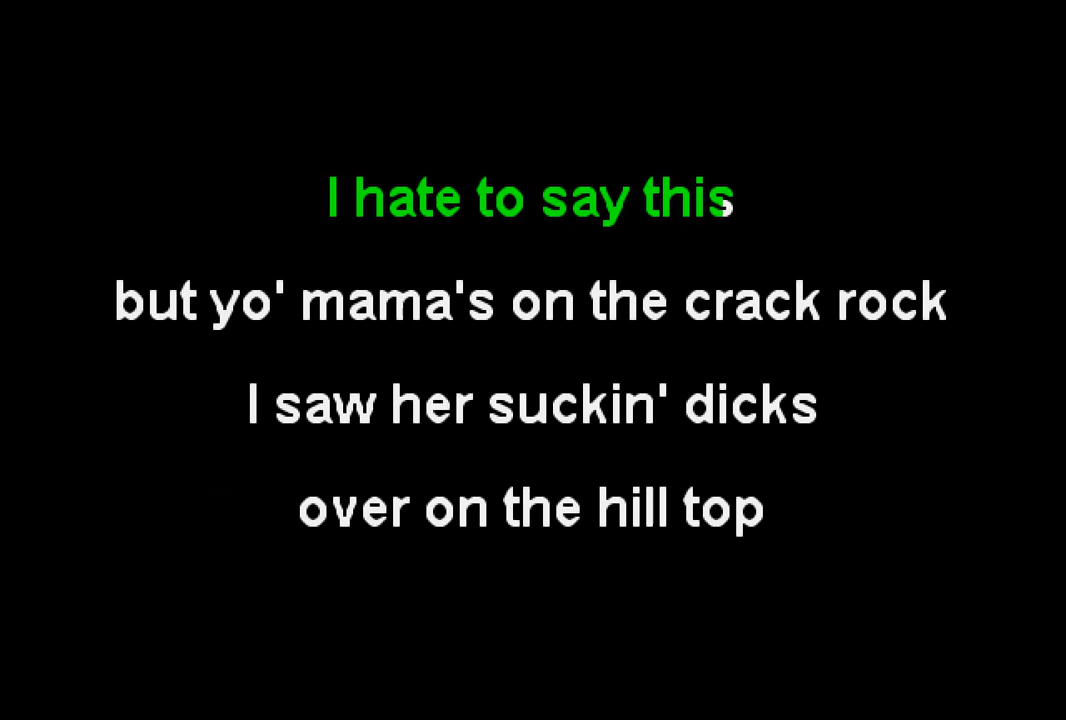 I hate to say this
but yo' mama's on the crack rock
I saw her suckin' dicks
over on the hill top